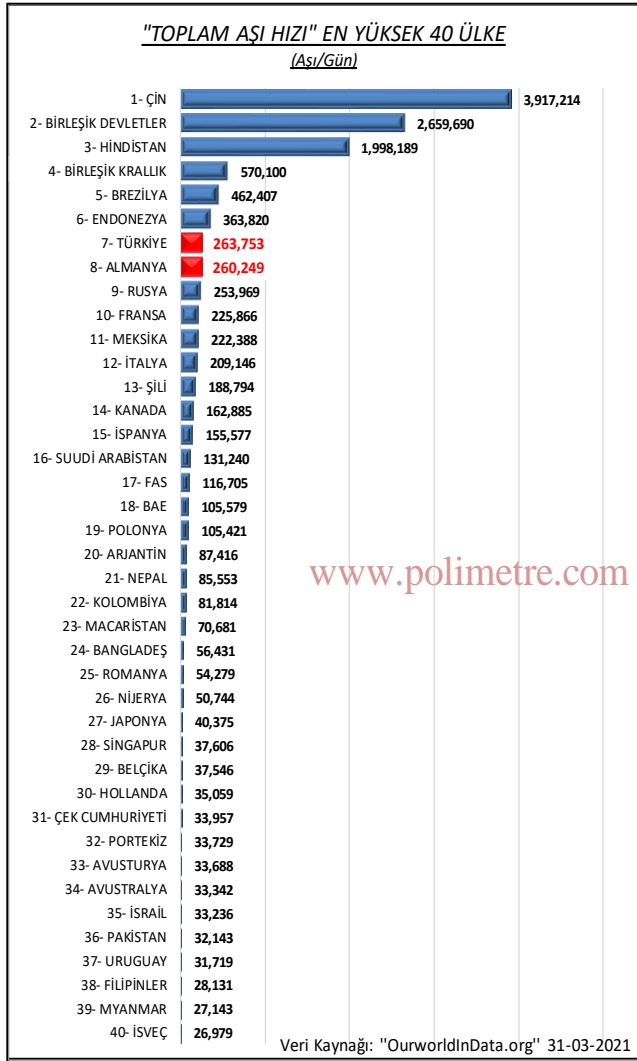 "TOPLAM AŞI HIZI" EN YÜKSEK 40 ÜLKE
(Aşı/Gün)
1- ÇİN 3,917,214
2- BİRLEŞİK DEVLETLER 2,659,690
3- HİNDİSTAN 1,998,189
4- BİRLEŞİK KRALLIK 570,100
5- BREZİLYA 462,407
6- ENDONEZYA 363,820
7- TÜRKİYE 263,753
8- ALMANYA 260,249
9- RUSYA 253,969
10- FRANSA 225,866
11- MEKSİKA 222,388
12- İTALYA 209,146
13- ŞİLİ 188,794
14- KANADA 162,885
15- İSPANYA 155,577
16- SUUDİ ARABİSTAN 131,240
17- FAS 116,705
18- BAE 105,579
19- POLONYA 105,421
20- ARJANTİN 87,416
21- NEPAL 85,553
www.polimetre.com
22- KOLOMBİYA 81,814
23- MACARİSTAN 70,681
24- BANGLADEŞ 56,431
25- ROMANYA 54,279
26- NİJERYA 50,744
27- JAPONYA 40,375
28- SİNGAPUR 37,606
29- BELÇİKA 37,546
30- HOLLANDA 35,059
31- ÇEK CUMHURİYETİ 33,957
32- PORTEKİZ 33,729
33- AVUSTURYA 33,688
34- AVUSTRALYA 33,342
35- İSRAİL 33,236
36- PAKİSTAN 32,143
37- URUGUAY 31,719
38- FİLİPİNLER 28,131
39- MYANMAR 27,143
40- İSVEÇ 26,979
Veri Kaynağı: "OurworldInData.org" 31-03-2021